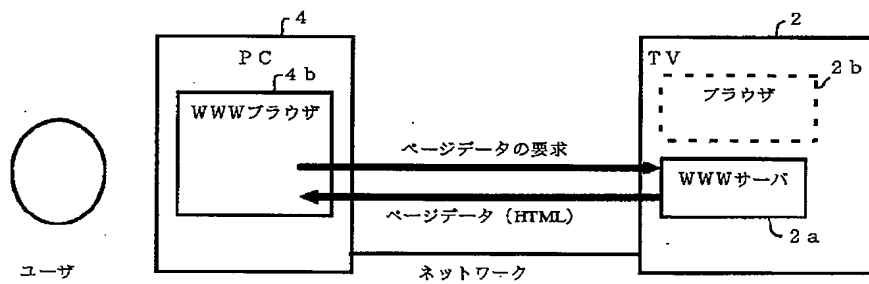 4
PC
4b
WWWブラウザ
2
TV
2b
ブラウザ
ページデータの要求
WWWサーバ
ページデータ(HTML)
2a
ユーザ
ネットワーク